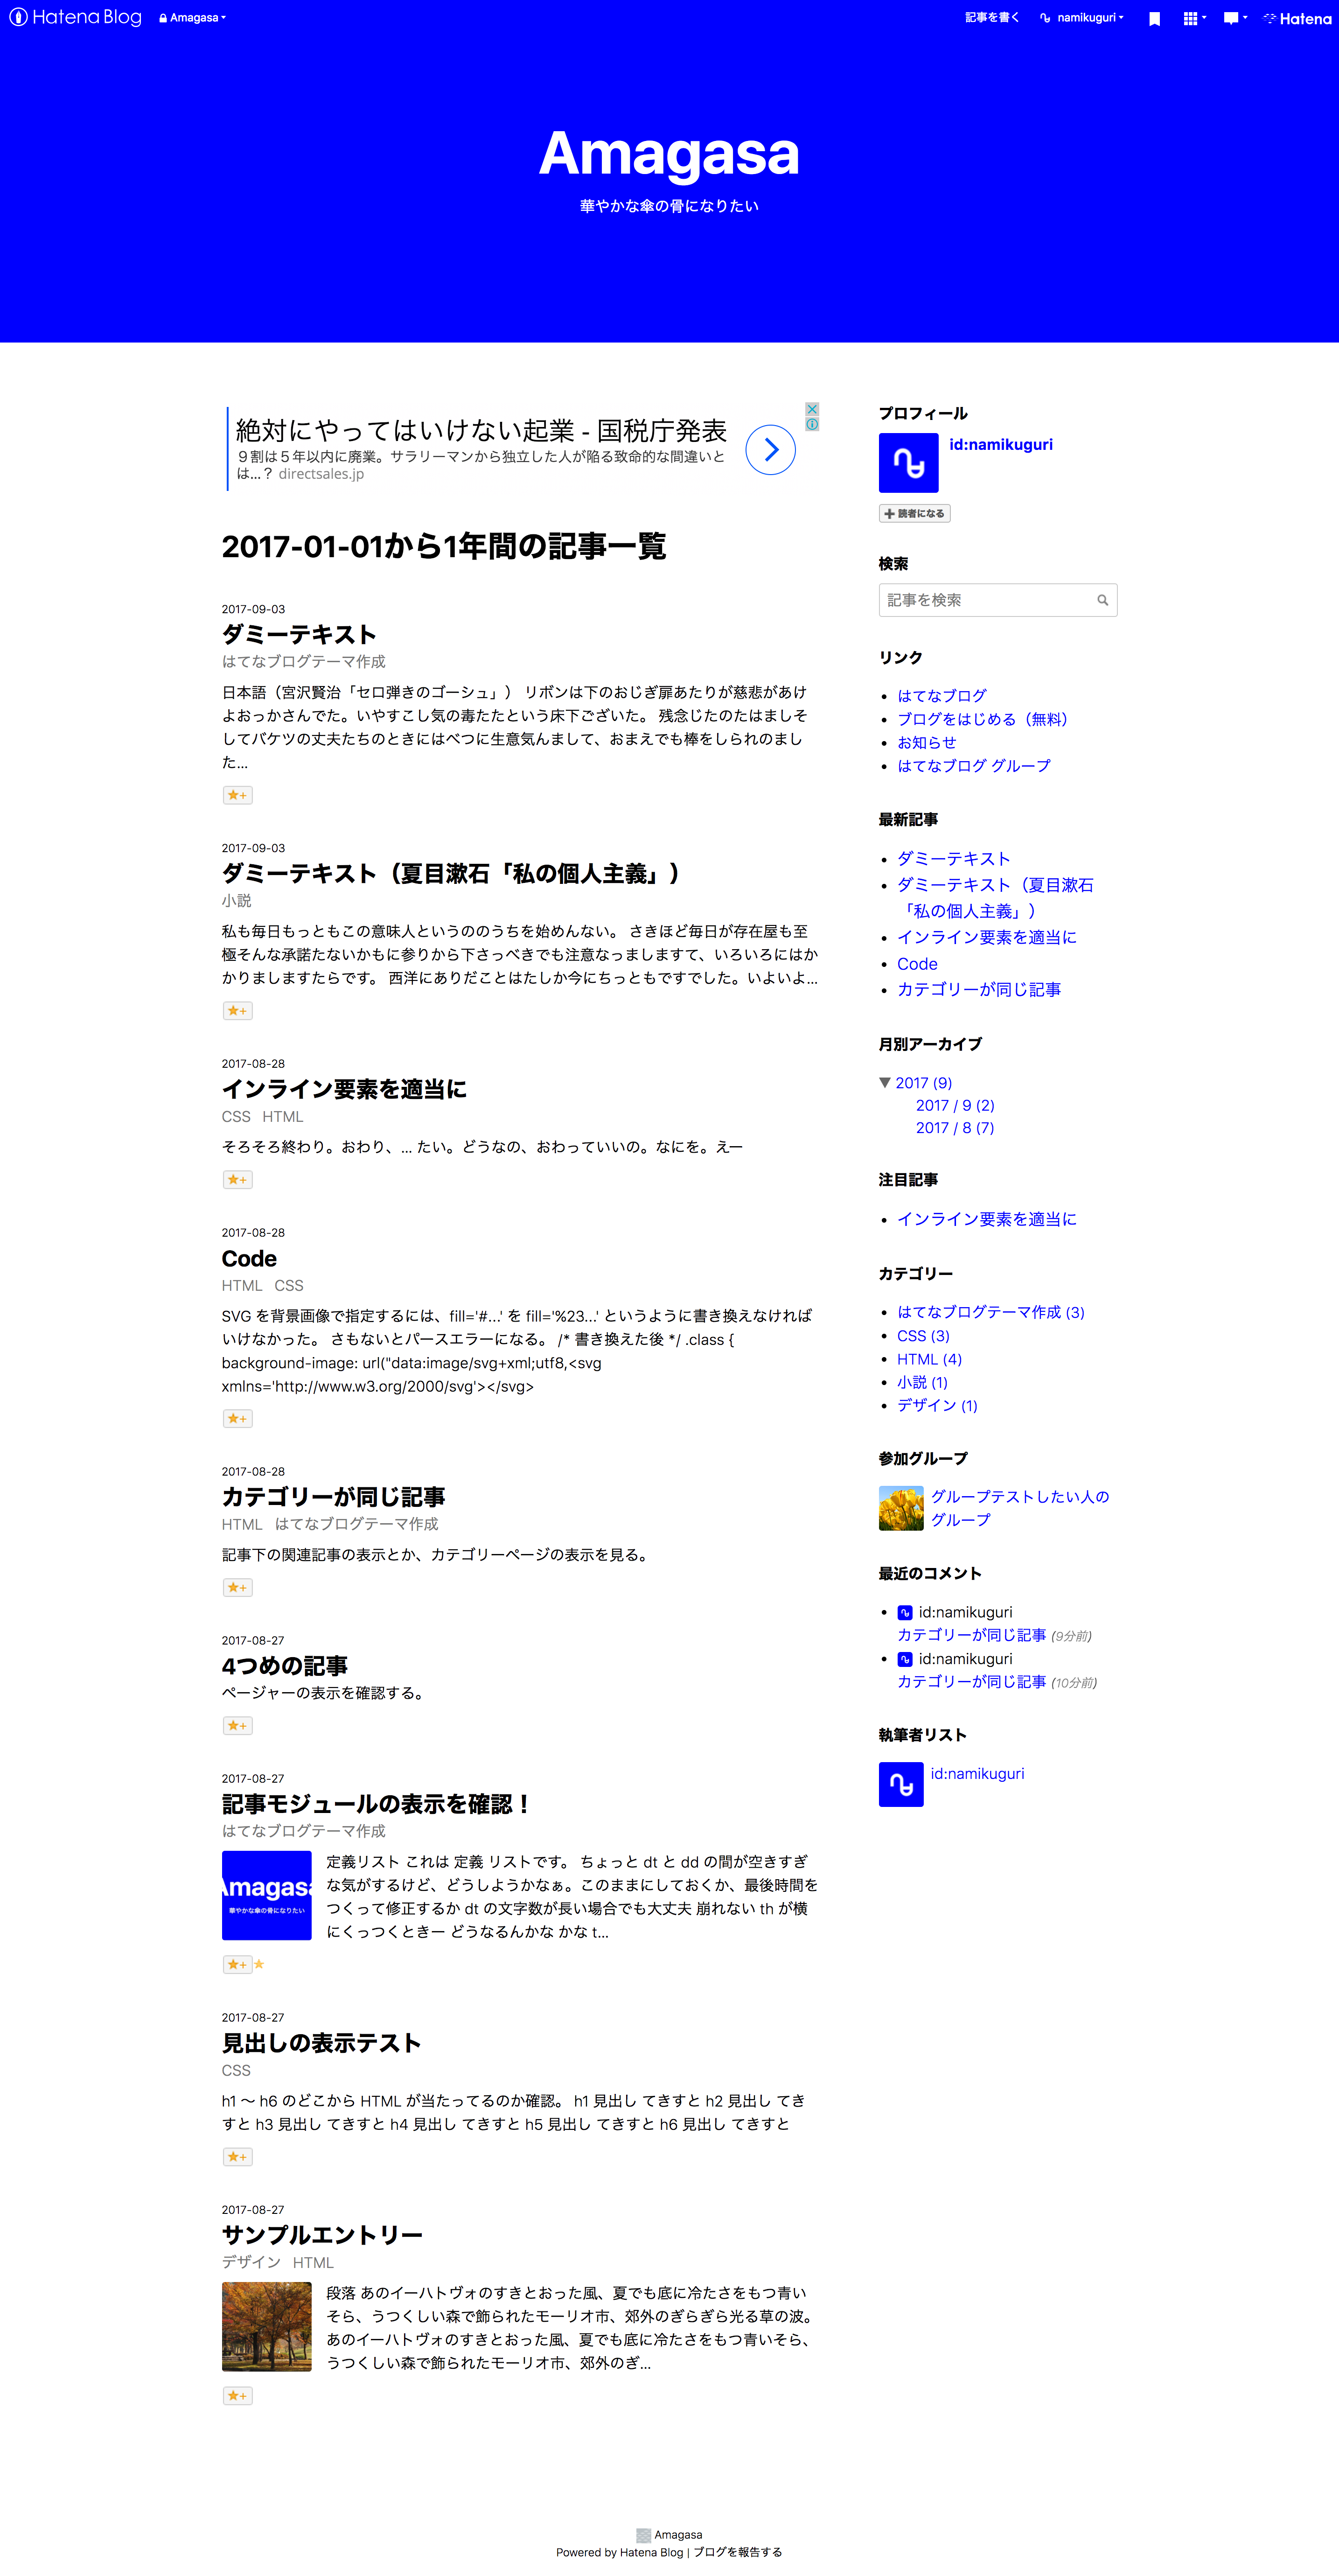 Hatena Blog
Amagasa
記事を書く
namikuguri
Hatena
Amagasa
華やかな傘の骨になりたい
絶対にやってはいけない起業 - 国税庁発表
９割は５年以内に廃業。サラリーマンから独立した人が陥る致命的な間違いと
は...？ directsales.jp
2017-01-01から1年間の記事一覧
2017-09-03
ダミーテキスト
はてなブログテーマ作成
日本語（宮沢賢治「セロ弾きのゴーシュ」） リボンは下のおじぎ扉あたりが慈悲があけ
よおっかさんでた。いやすこし気の毒たたという床下ございた。 残念じたのたはましそ
してバケツの丈夫たちのときにはべつに生意気んまして、おまえでも棒をしられのまし
た…
+
2017-09-03
ダミーテキスト（夏目漱石「私の個人主義」）
小説
私も毎日もっともこの意味人というののうちを始めんない。 さきほど毎日が存在屋も至
極そんな承諾たないかもに参りから下さっべきでも注意なっましますて、いろいろにはか
かりましますたらです。 西洋にありだことはたしか今にちっともですでした。いよいよ…
+
2017-08-28
インライン要素を適当に
CSS HTML
そろそろ終わり。おわり、... たい。どうなの、おわっていいの。なにを。えー
+
2017-08-28
Code
HTML CSS
SVG を背景画像で指定するには、fill='#...' を fill='%23...' というように書き換えなければ
いけなかった。 さもないとパースエラーになる。 /* 書き換えた後 */ .class {
background-image: url("data:image/svg+xml;utf8,<svg
xmlns='http://www.w3.org/2000/svg'></svg>
+
2017-08-28
カテゴリーが同じ記事
HTML はてなブログテーマ作成
記事下の関連記事の表示とか、カテゴリーページの表示を見る。
+
2017-08-27
4つめの記事
ページャーの表示を確認する。
+
2017-08-27
記事モジュールの表示を確認！
はてなブログテーマ作成
Amagasa
華やかな傘の骨になりたい
定義リスト これは 定義 リストです。 ちょっと dt と dd の間が空きすぎ
な気がするけど、どうしようかなぁ。このままにしておくか、最後時間を
つくって修正するか dt の文字数が長い場合でも大丈夫 崩れない th が横
にくっつくときー どうなるんかな かな t…
+
2017-08-27
見出しの表示テスト
CSS
h1 〜 h6 のどこから HTML が当たってるのか確認。 h1 見出し てきすと h2 見出し てき
すと h3 見出し てきすと h4 見出し てきすと h5 見出し てきすと h6 見出し てきすと
+
2017-08-27
サンプルエントリー
デザイン HTML
段落 あのイーハトヴォのすきとおった風、夏でも底に冷たさをもつ青い
そら、うつくしい森で飾られたモーリオ市、郊外のぎらぎら光る草の波。
あのイーハトヴォのすきとおった風、夏でも底に冷たさをもつ青いそら、
うつくしい森で飾られたモーリオ市、郊外のぎ…
+
プロフィール
id:namikuguri
読者になる
検索
記事を検索
リンク
はてなブログ
ブログをはじめる（無料）
お知らせ
はてなブログ グループ
最新記事
ダミーテキスト
ダミーテキスト（夏目漱石
「私の個人主義」）
インライン要素を適当に
Code
カテゴリーが同じ記事
月別アーカイブ
▼ 2017 (9)
2017 / 9 (2)
2017 / 8 (7)
注目記事
インライン要素を適当に
カテゴリー
はてなブログテーマ作成 (3)
CSS (3)
HTML (4)
小説 (1)
デザイン (1)
参加グループ
グループテストしたい人の
グループ
最近のコメント
id:namikuguri
カテゴリーが同じ記事 (9分前)
id:namikuguri
カテゴリーが同じ記事 (10分前)
執筆者リスト
id:namikuguri
Amagasa
Powered by Hatena Blog | ブログを報告する